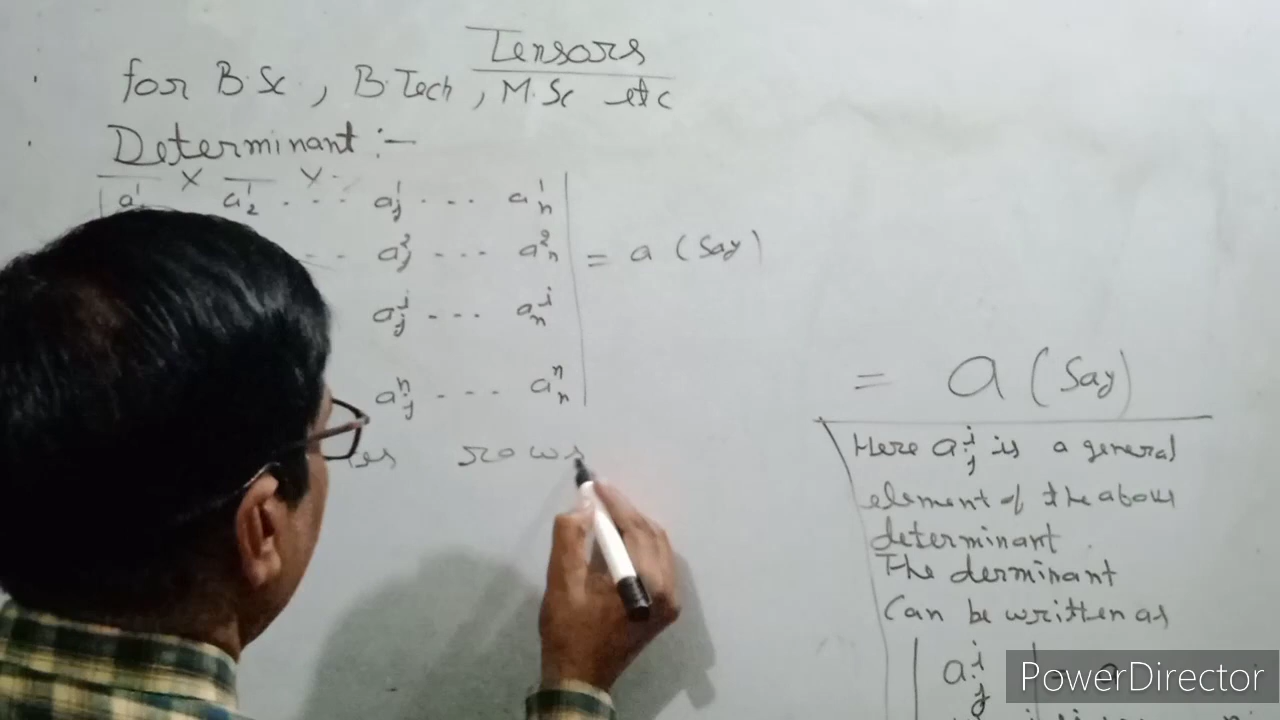 Tensors
for B.Sc, B.Tech, M.Sc etc
Determinant :-
a¹ a¹₂ ... a¹ⱼ ... a¹ₙ
... a²ⱼ ... a²ₙ = a (Say)
aⁱⱼ ... aⁱₙ
aⁿⱼ ... aⁿₙ
rows
= a (Say)
Here aⁱⱼ is a general
element of the above
determinant
The derminant
Can be written as
|aⁱⱼ| = a
PowerDirector